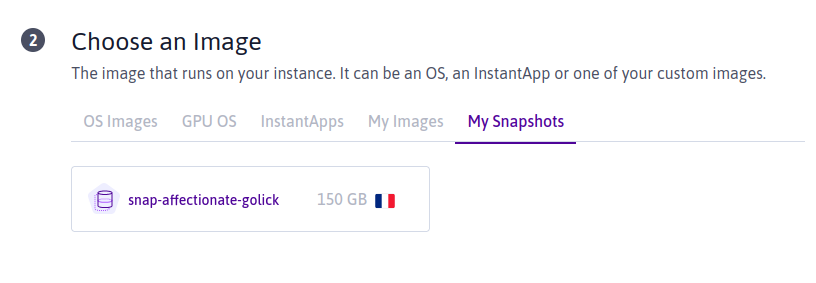 2
Choose an Image
The image that runs on your instance. It can be an OS, an InstantApp or one of your custom images.
OS Images GPU OS InstantApps My Images My Snapshots
snap-affectionate-golick 150 GB